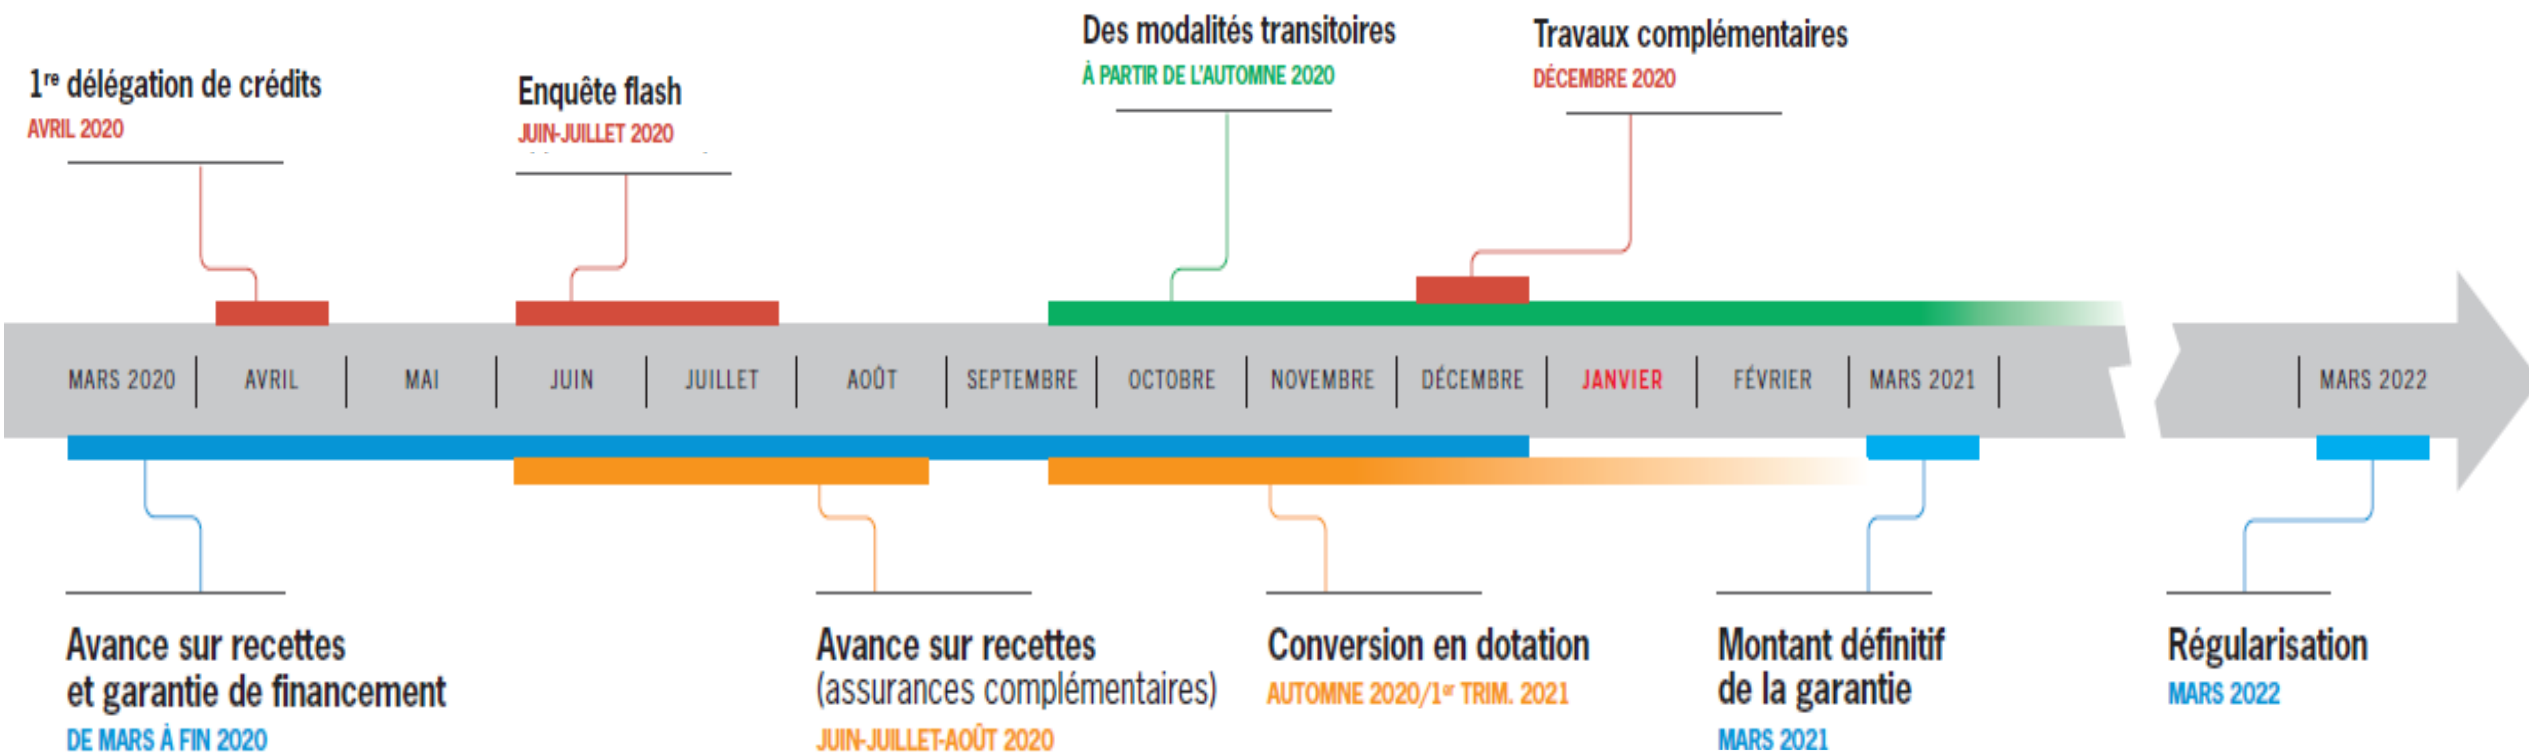 Des modalités transitoires
À PARTIR DE L'AUTOMNE 2020
Travaux complémentaires
DÉCEMBRE 2020
1re délégation de crédits
AVRIL 2020
Enquête flash
JUIN-JUILLET 2020
MARS 2020 AVRIL MAI JUIN JUILLET AOÛT SEPTEMBRE OCTOBRE NOVEMBRE DÉCEMBRE JANVIER FÉVRIER MARS 2021 MARS 2022
Avance sur recettes
et garantie de financement
DE MARS À FIN 2020
Avance sur recettes
(assurances complémentaires)
JUIN-JUILLET-AOÛT 2020
Conversion en dotation
AUTOMNE 2020/1er TRIM. 2021
Montant définitif
de la garantie
MARS 2021
Régularisation
MARS 2022